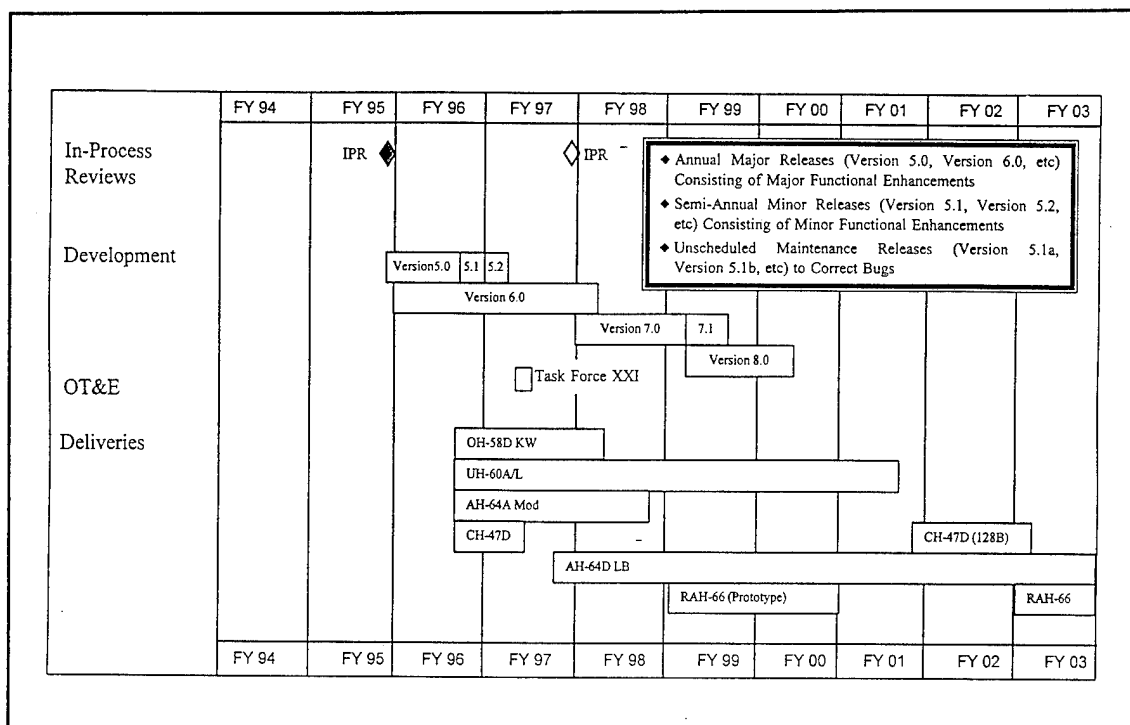 FY 94 FY 95 FY 96 FY 97 FY 98 FY 99 FY 00 FY 01 FY 02 FY 03
In-Process
Reviews
IPR
IPR
◆ Annual Major Releases (Version 5.0, Version 6.0, etc)
Consisting of Major Functional Enhancements
◆ Semi-Annual Minor Releases (Version 5.1, Version 5.2,
etc) Consisting of Minor Functional Enhancements
◆ Unscheduled Maintenance Releases (Version 5.1a,
Version 5.1b, etc) to Correct Bugs
Development
Version5.0 5.1 5.2
Version 6.0
Version 7.0 7.1
Version 8.0
OT&E
Task Force XXI
Deliveries
OH-58D KW
UH-60A/L
AH-64A Mod
CH-47D
CH-47D (128B)
AH-64D LB
RAH-66 (Prototype)
RAH-66
FY 94 FY 95 FY 96 FY 97 FY 98 FY 99 FY 00 FY 01 FY 02 FY 03